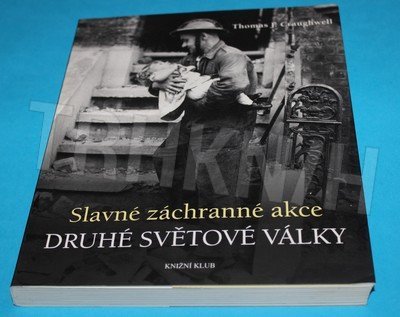 Thomas J. Craughwell
Slavné záchranné akce
DRUHÉ SVĚTOVÉ VÁLKY
KNIŽNÍ KLUB